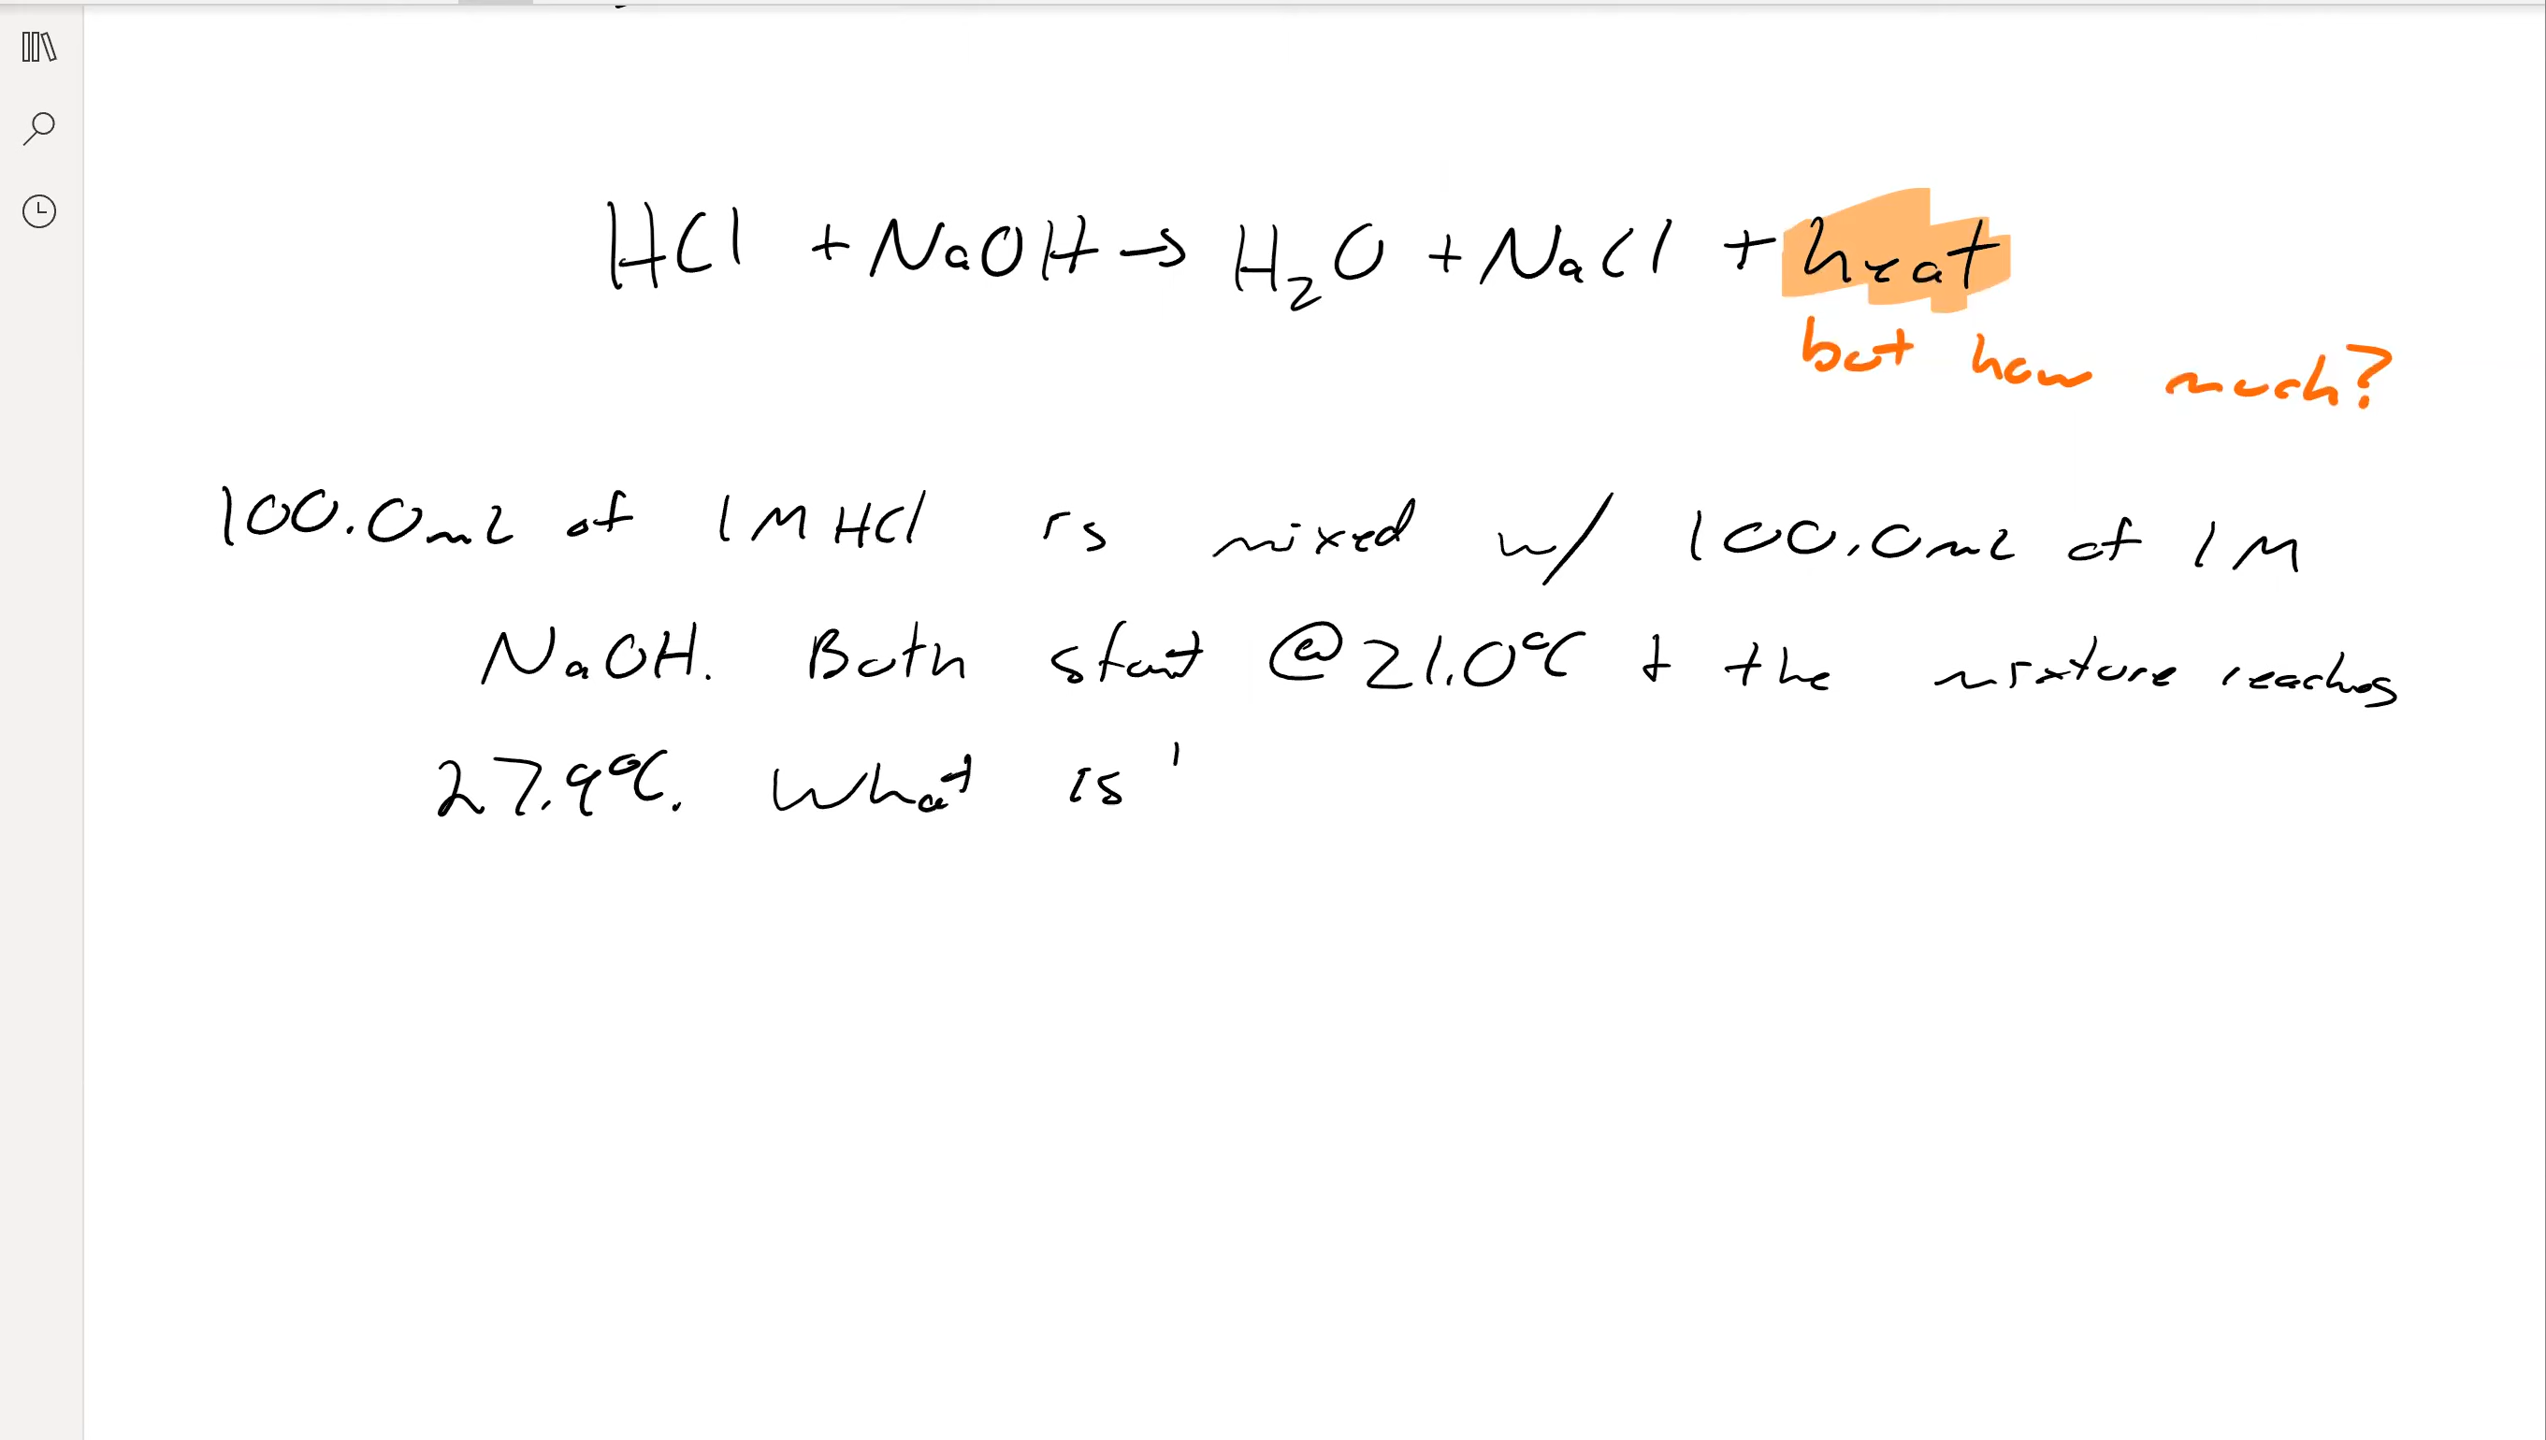 HCl + NaOH → H₂O + NaCl + heat
but how much?
100.0mL of 1M HCl is mixed w/ 100.0mL of 1M
NaOH. Both start @ 21.0°C + the mixture reaches
27.9°C. What is